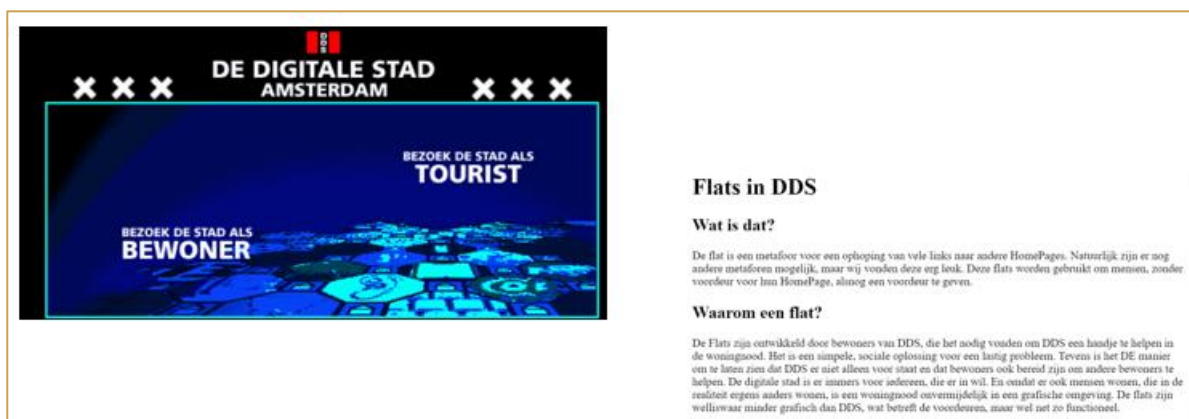 DDS
DE DIGITALE STAD
AMSTERDAM
BEZOEK DE STAD ALS
TOURIST
BEZOEK DE STAD ALS
BEWONER
Flats in DDS
Wat is dat?
De flat is een metafoor voor een ophoping van vele links naar andere HomePages. Natuurlijk zijn er nog
andere metaforen mogelijk, maar wij vonden deze erg leuk. Deze flats worden gebruikt om mensen, zonder
voordeur voor hun HomePage, alsnog een voordeur te geven.
Waarom een flat?
De Flats zijn ontwikkeld door bewoners van DDS, die het nodig vonden om DDS een handje te helpen in
de woningnood. Het is een simpele, sociale oplossing voor een lastig probleem. Tevens is het DE manier
om te laten zien dat DDS er niet alleen voor staat en dat bewoners ook bereid zijn om andere bewoners te
helpen. De digitale stad is er immers voor iedereen, die er in wil. En omdat er ook mensen wonen, die in de
realiteit ergens anders wonen, is een woningnood onvermijdelijk in een grafische omgeving. De flats zijn
welliswaar minder grafisch dan DDS, wat betreft de voordeuren, maar wel net zo functioneel.